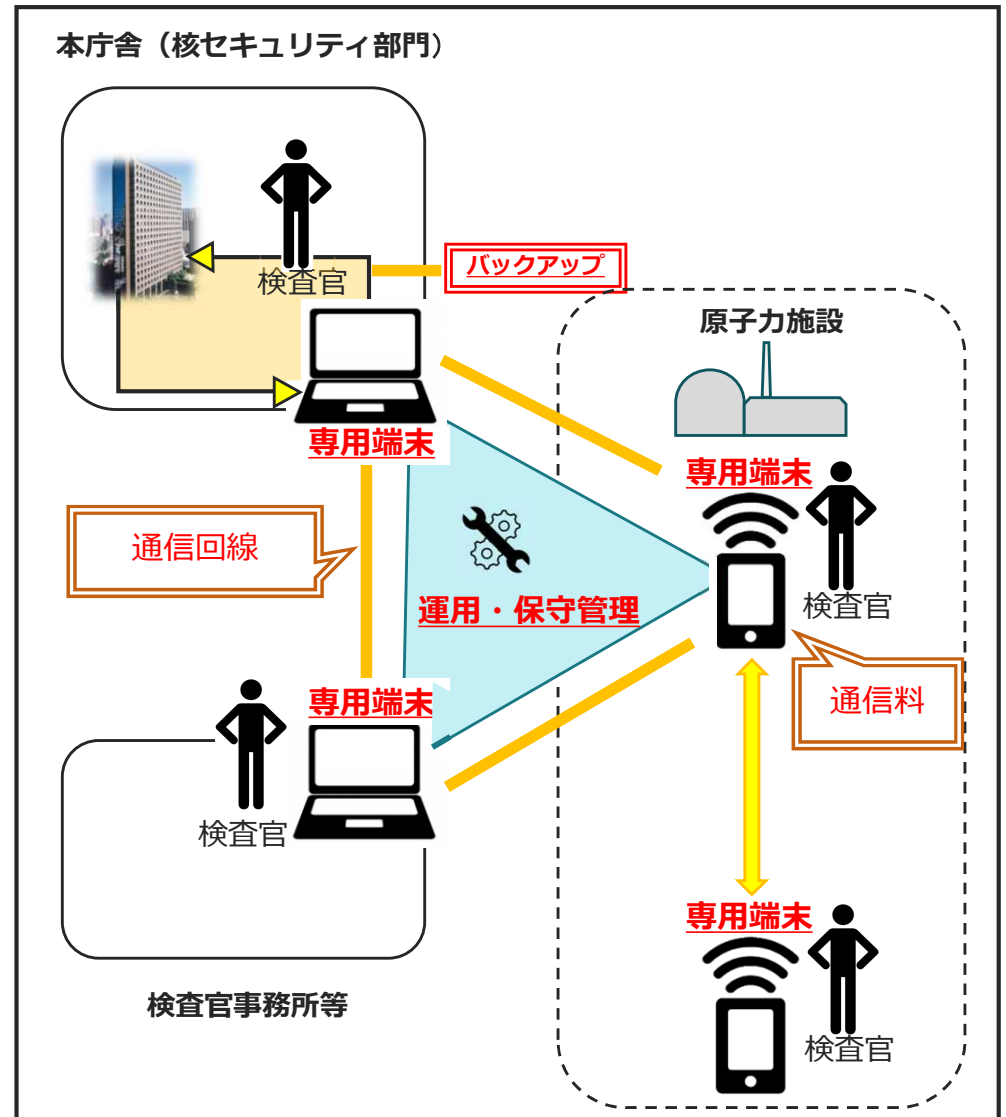 本庁舎（核セキュリティ部門）
検査官
バックアップ
原子力施設
専用端末
専用端末
通信回線
運用・保守管理
検査官
通信料
専用端末
検査官
専用端末
検査官事務所等
検査官